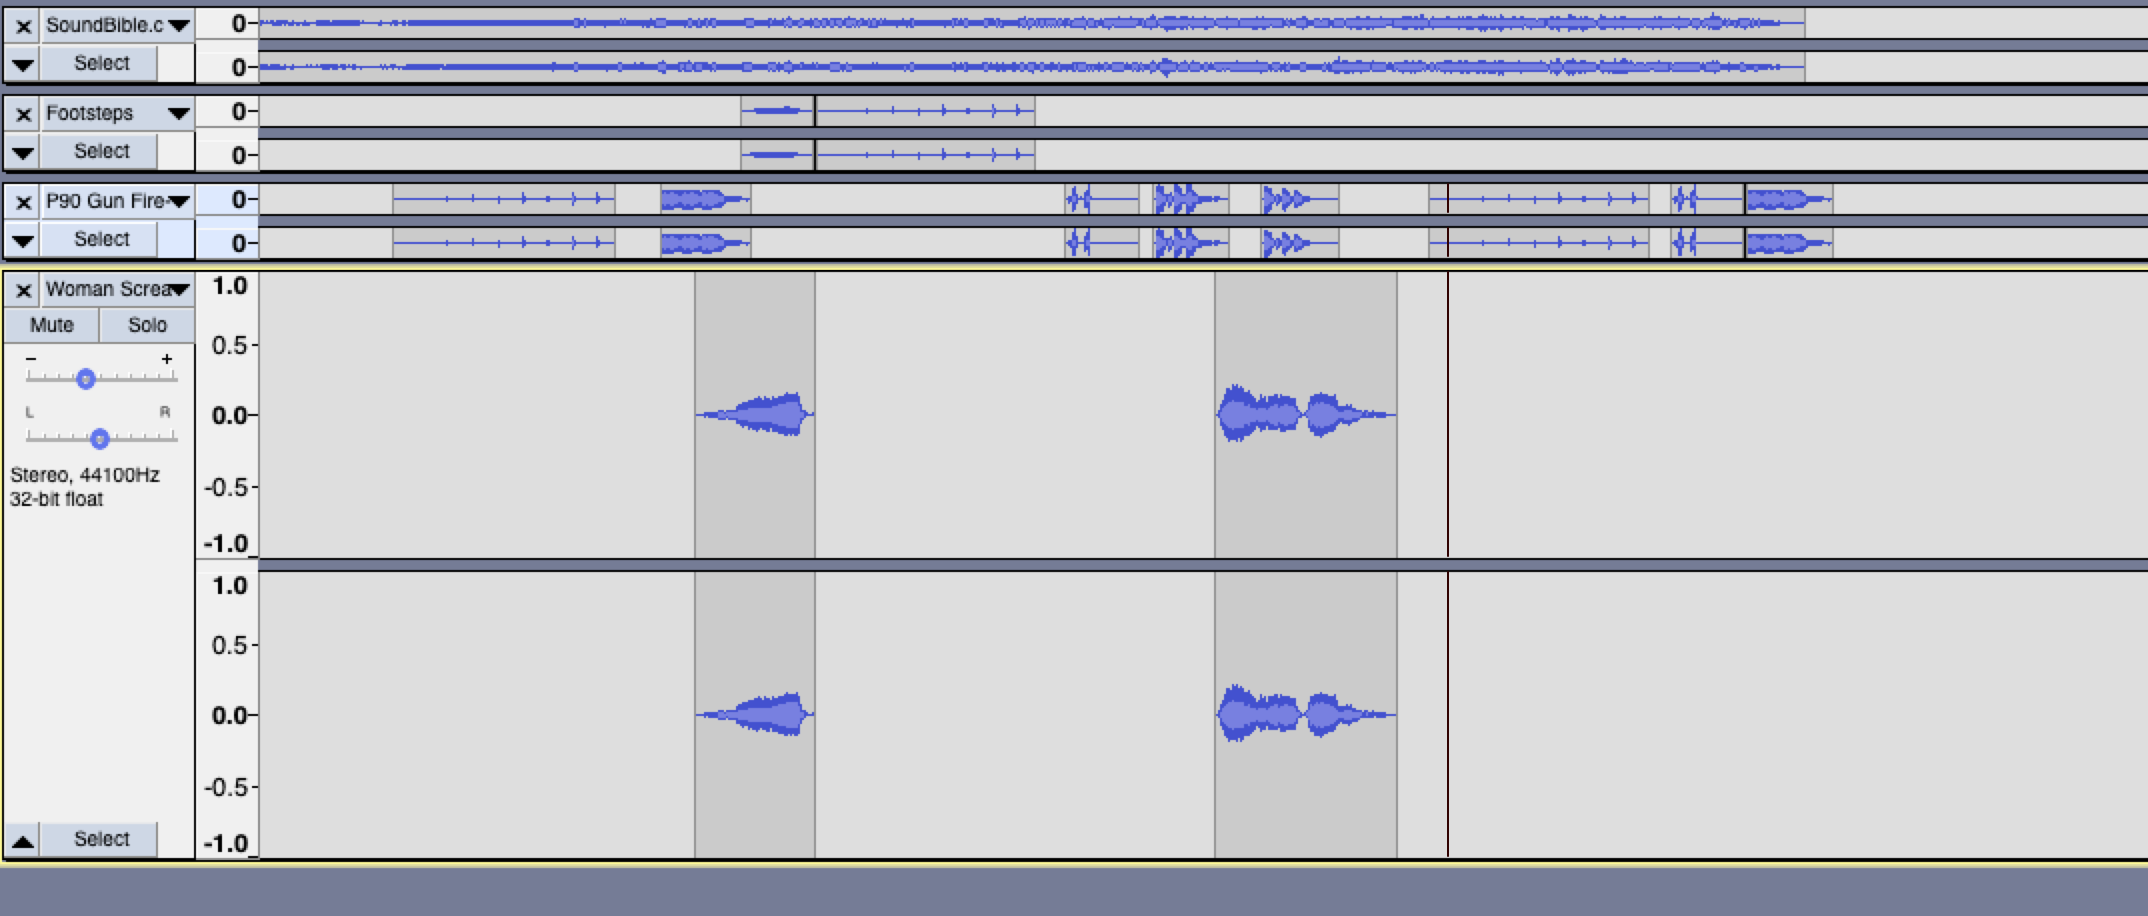 SoundBible.c
0
Select
0
Footsteps
0
Select
0
P90 Gun Fire-
0
Select
0
Woman Screa
1.0
Mute Solo
0.5
- +
L R
0.0
Stereo, 44100Hz
-0.5
32-bit float
-1.0
1.0
0.5
0.0
-0.5
Select
-1.0